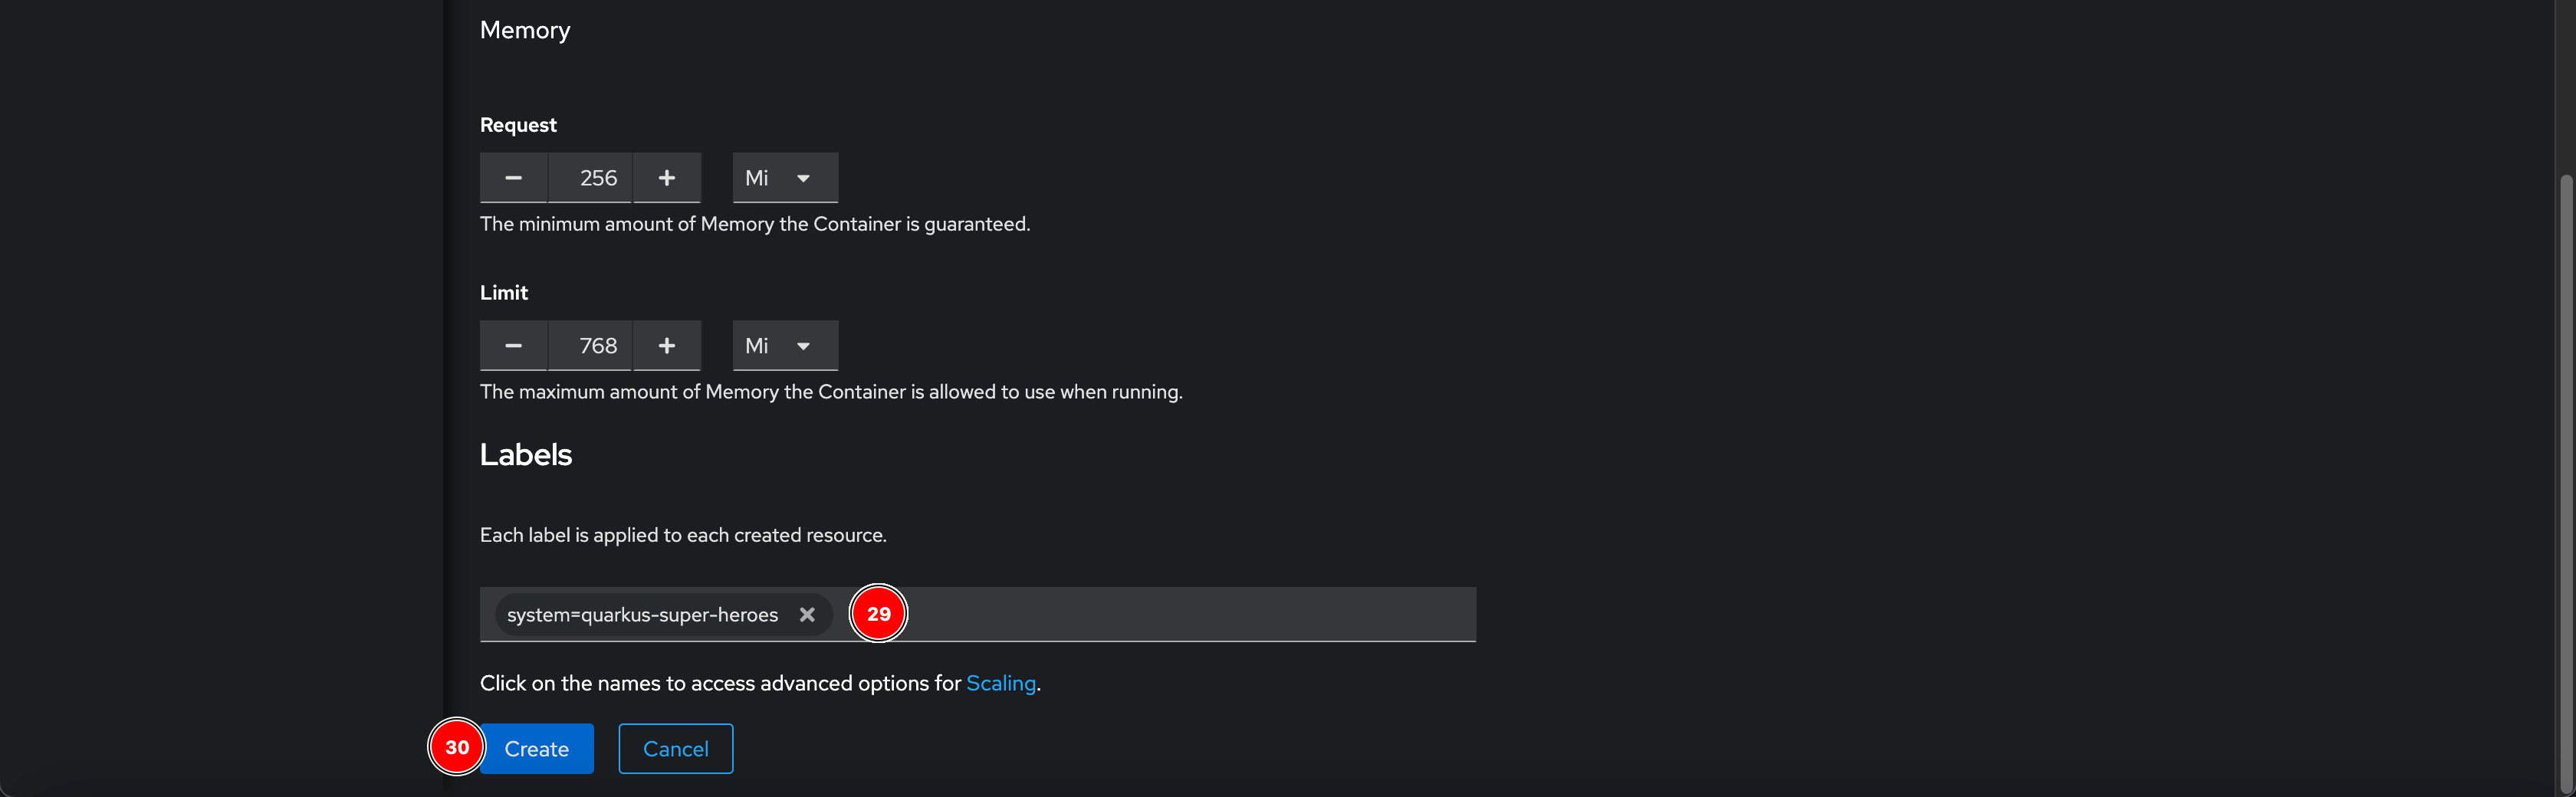 Memory
Request
256 Mi
The minimum amount of Memory the Container is guaranteed.
Limit
768 Mi
The maximum amount of Memory the Container is allowed to use when running.
Labels
Each label is applied to each created resource.
system=quarkus-super-heroes 29
Click on the names to access advanced options for Scaling.
30 Create Cancel